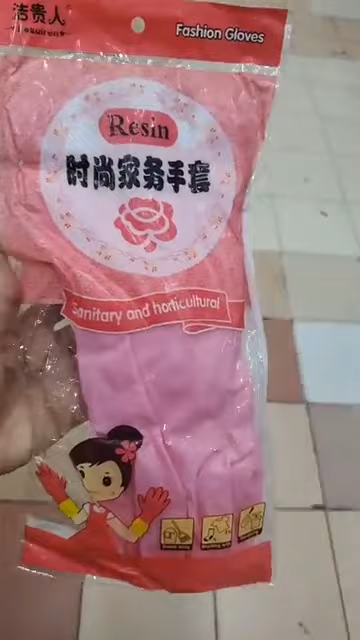 洁贵人
Fashion Gloves
Resin
时尚家务手套
Sanitary and horticultural